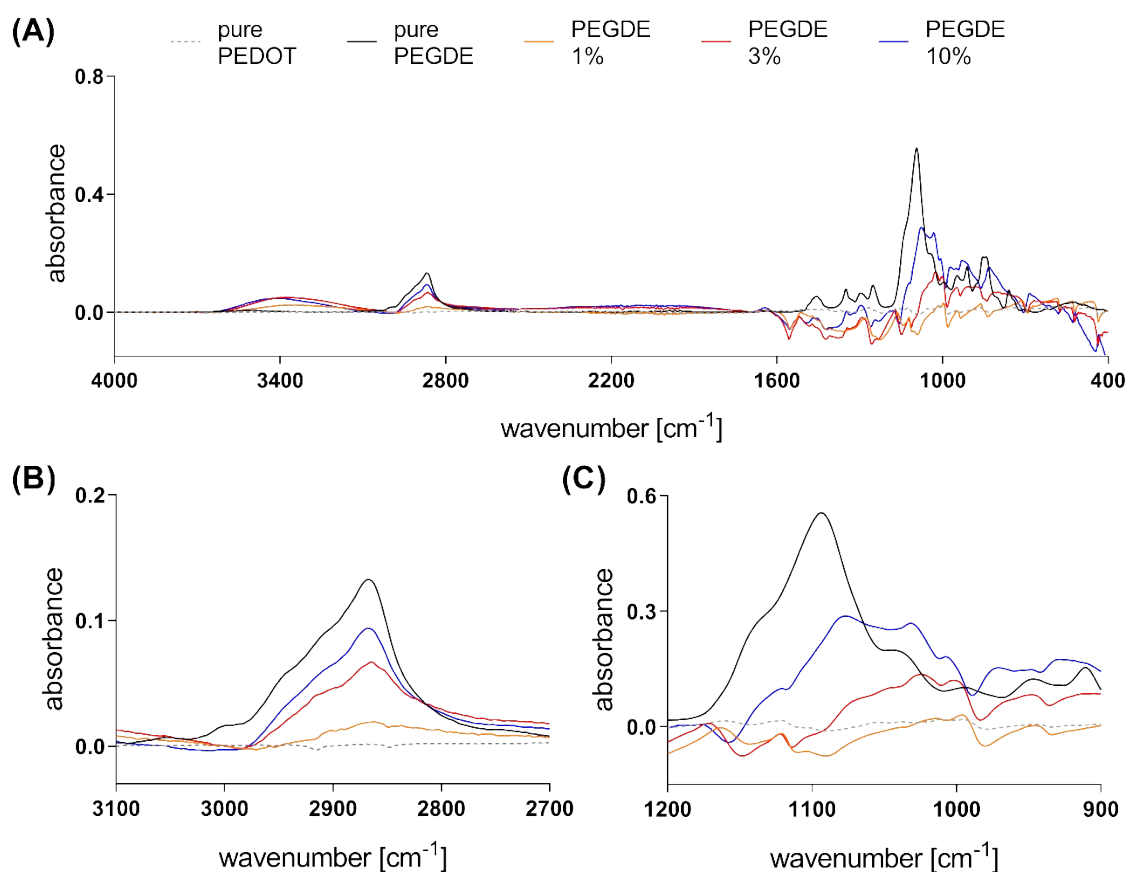 (A)
pure pure PEGDE PEGDE PEGDE
PEDOT PEGDE 1% 3% 10%
0.8
0.4
0.0
absorbance
4000 3400 2800 2200 1600 1000 400
wavenumber [cm-1]
(B)
0.2
0.1
0.0
absorbance
3100 3000 2900 2800 2700
wavenumber [cm-1]
(C)
0.6
0.3
0.0
absorbance
1200 1100 1000 900
wavenumber [cm-1]